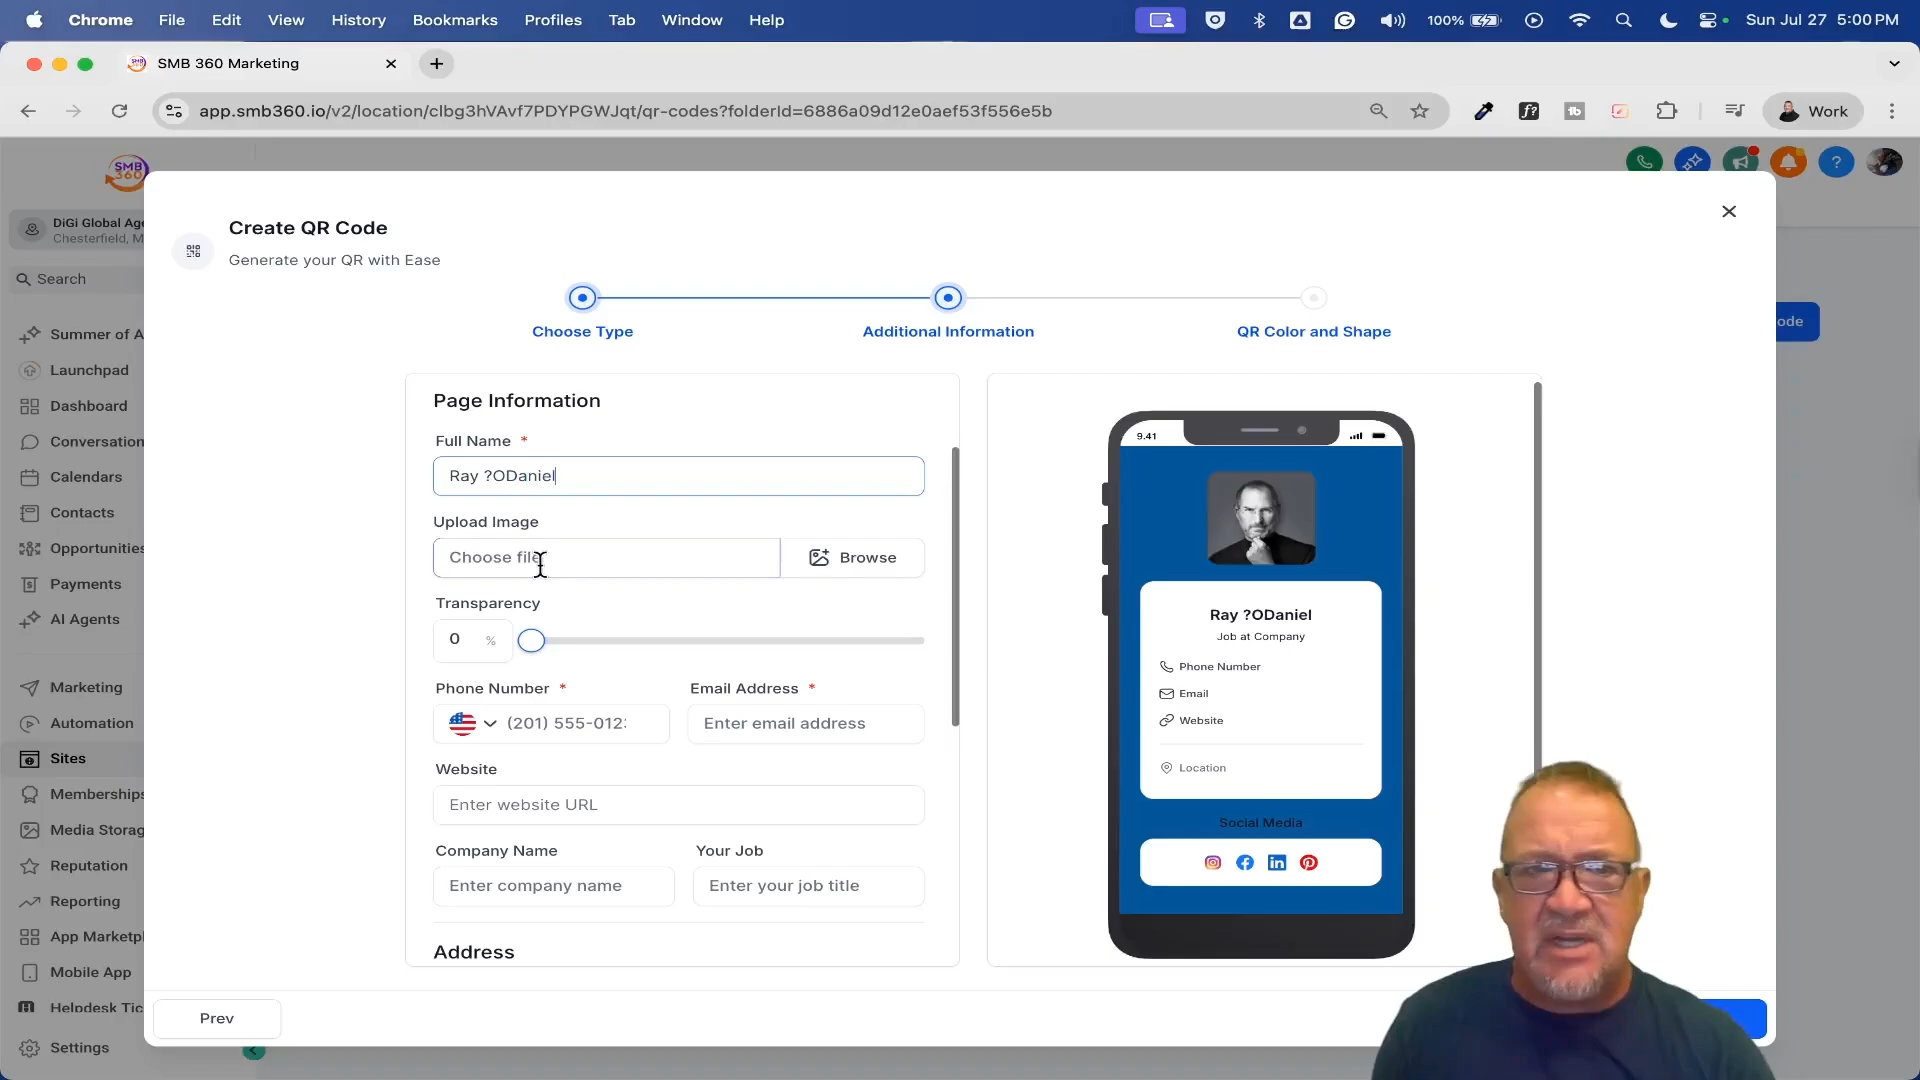 Chrome File Edit View History Bookmarks Profiles Tab Window Help 100% Sun Jul 27 5:00 PM
SMB 360 Marketing
app.smb360.io/v2/location/clbg3hVAvf7PDYPGWJqt/qr-codes?folderId=6886a09d12e0aef53f556e5b Work
SMB
360
DiGi Global Age
Chesterfield, M
Search
Summer of A
Launchpad
Dashboard
Conversation
Calendars
Contacts
Opportunities
Payments
AI Agents
Marketing
Automation
Sites
Memberships
Media Storag
Reputation
Reporting
App Marketpl
Mobile App
Helpdesk Tic
Settings
ode
Create QR Code
Generate your QR with Ease
Choose Type
Additional Information
QR Color and Shape
Page Information
Full Name *
Ray ?ODaniel
Upload Image
Choose file
Browse
Transparency
0 %
Phone Number *
Email Address *
(201) 555-012
Enter email address
Website
Enter website URL
Company Name
Your Job
Enter company name
Enter your job title
Address
Prev
9.41
Ray ?ODaniel
Job at Company
Phone Number
Email
Website
Location
Social Media